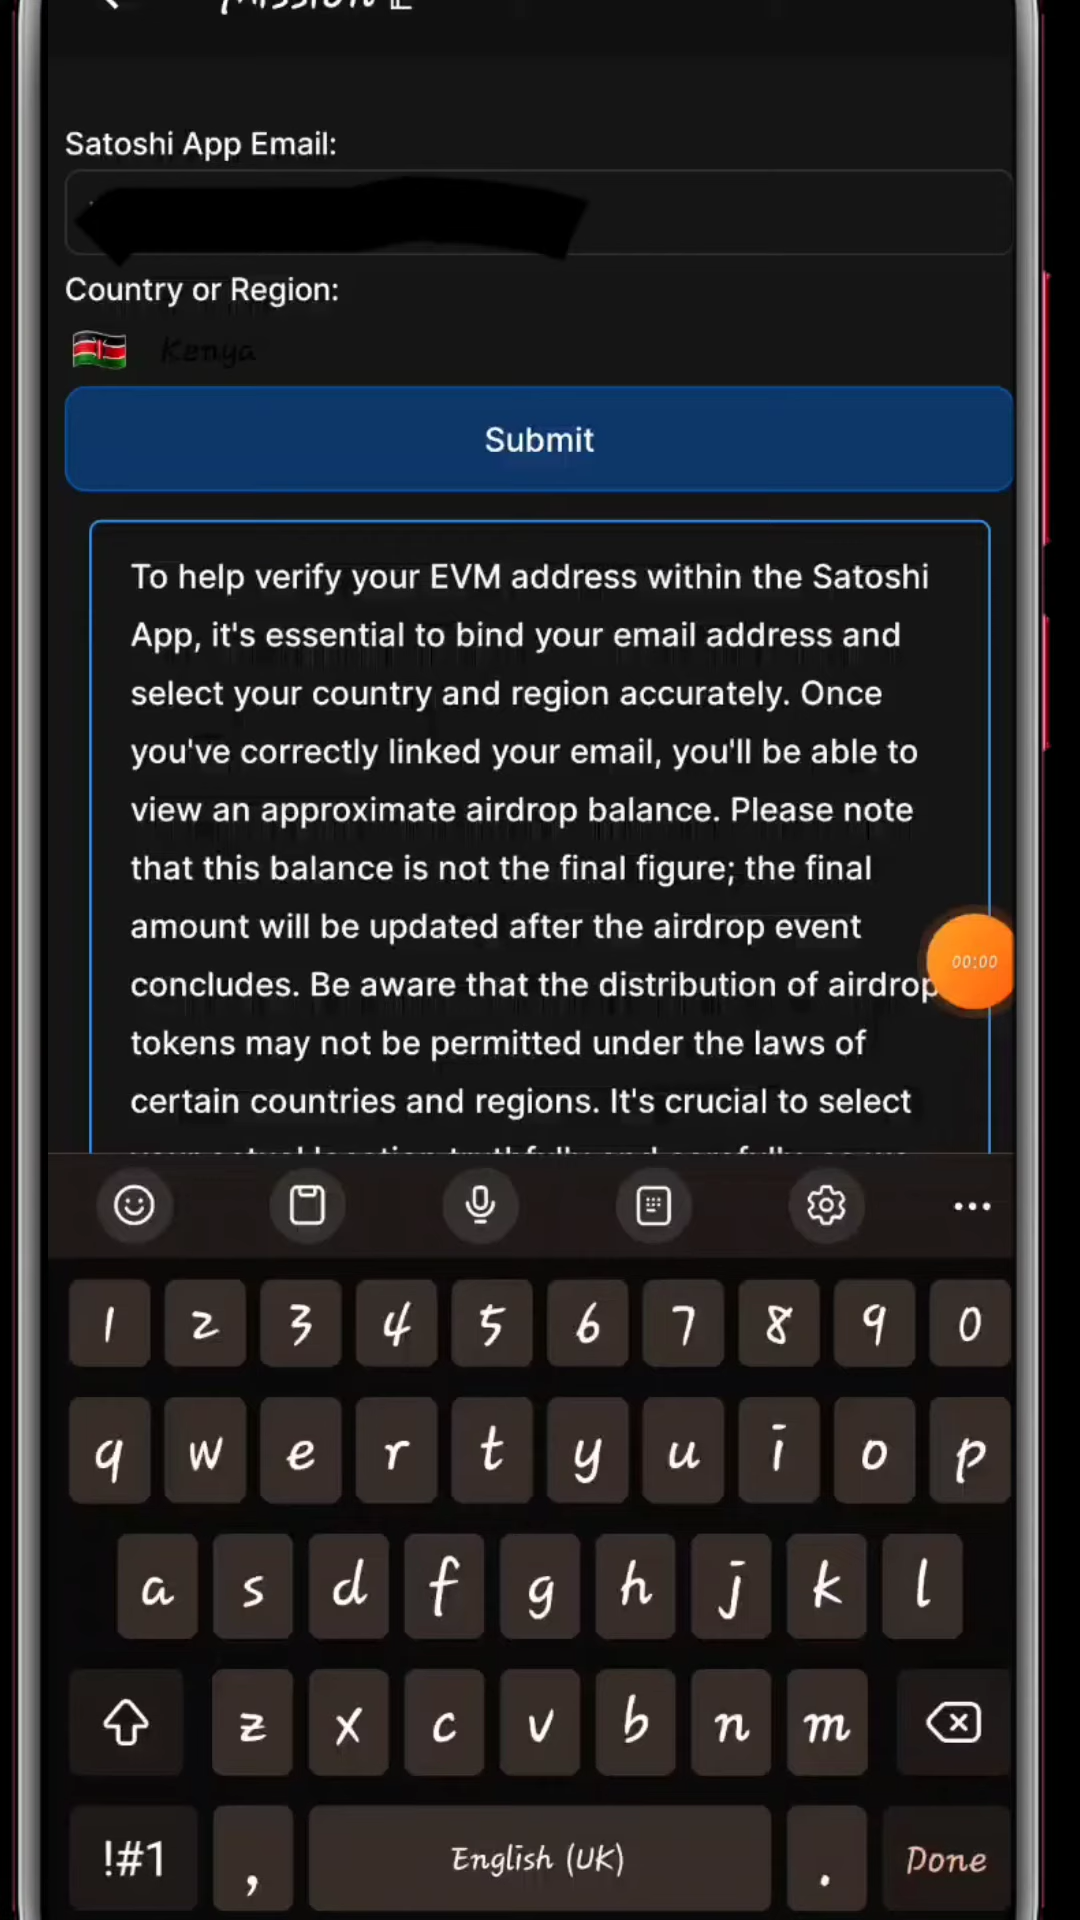 Mission E
Satoshi App Email:
Country or Region:
🇰🇪 Kenya
Submit
To help verify your EVM address within the Satoshi
App, it's essential to bind your email address and
select your country and region accurately. Once
you've correctly linked your email, you'll be able to
view an approximate airdrop balance. Please note
that this balance is not the final figure; the final
amount will be updated after the airdrop event
concludes. Be aware that the distribution of airdrop
tokens may not be permitted under the laws of
certain countries and regions. It's crucial to select
00:00
1 2 3 4 5 6 7 8 9 0
q w e r t y u i o p
a s d f g h j k l
z x c v b n m
!#1 , English (UK) . Done